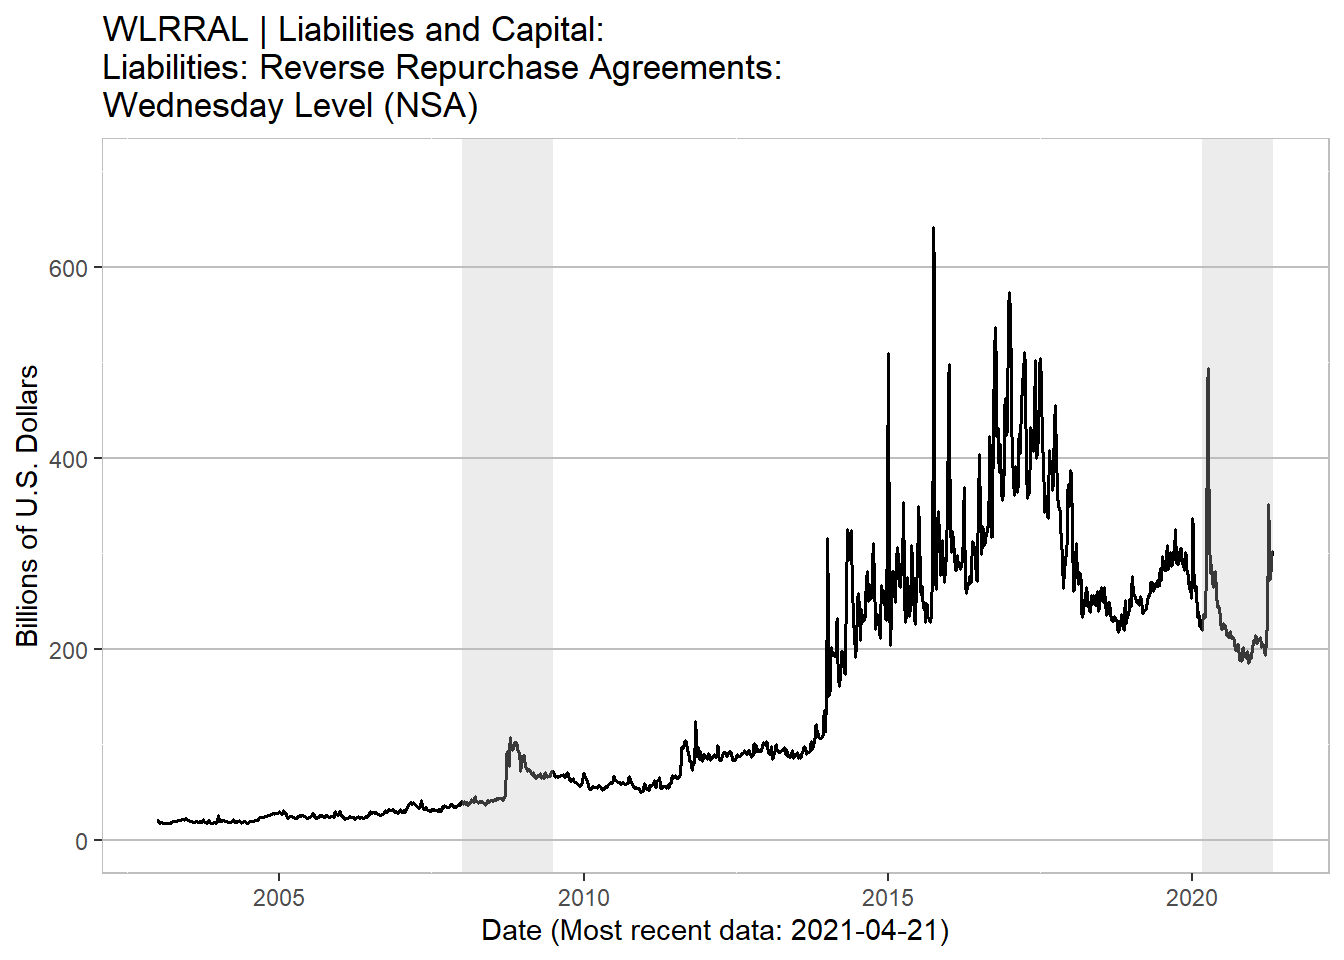 WLRRAL | Liabilities and Capital:
Liabilities: Reverse Repurchase Agreements:
Wednesday Level (NSA)
Billions of U.S. Dollars
600
400
200
0
2005
2010
2015
2020
Date (Most recent data: 2021-04-21)